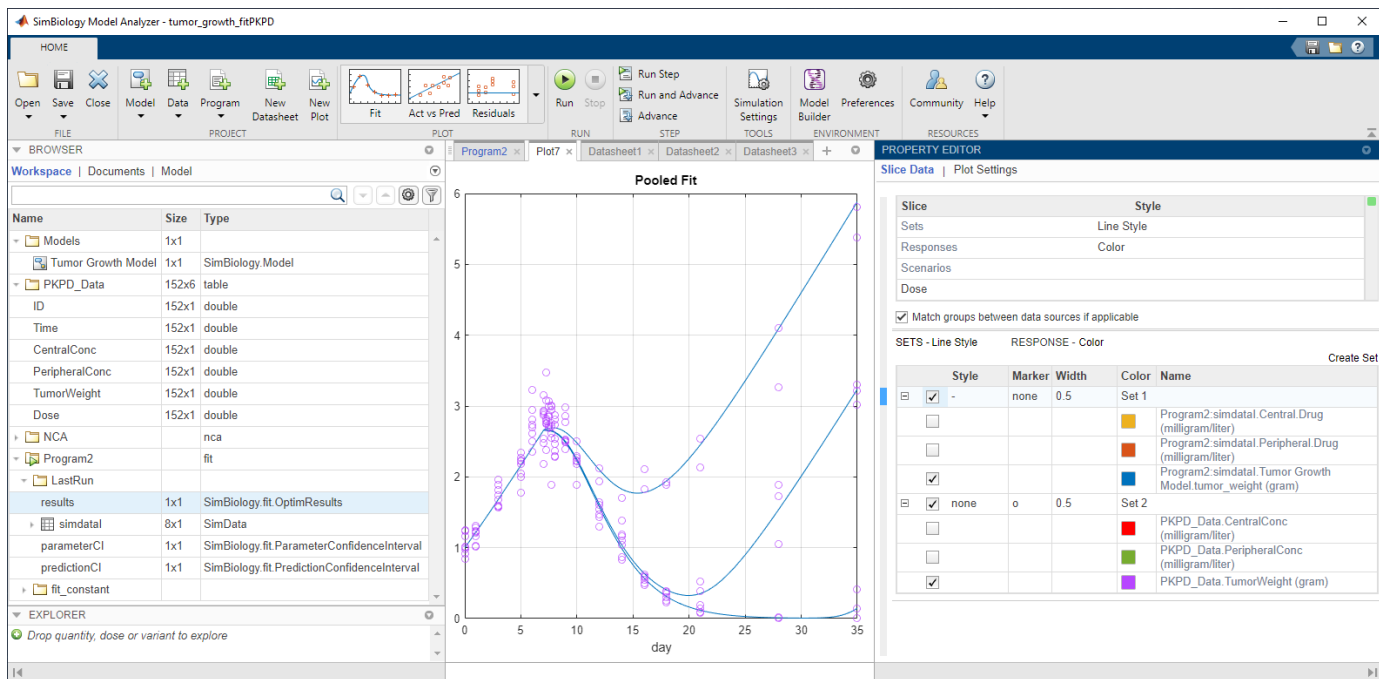 SimBiology Model Analyzer - tumor_growth_fitPKPD
HOME
Open Save Close Model Data Program New Datasheet New Plot Fit Act vs Pred Residuals Run Stop Run Step Run and Advance Advance Simulation Settings Model Builder Preferences Community Help
FILE PROJECT PLOT RUN STEP TOOLS ENVIRONMENT RESOURCES
BROWSER
Workspace | Documents | Model
Name Size Type
Models 1x1
Tumor Growth Model 1x1 SimBiology.Model
PKPD_Data 152x6 table
ID 152x1 double
Time 152x1 double
CentralConc 152x1 double
PeripheralConc 152x1 double
TumorWeight 152x1 double
Dose 152x1 double
NCA nca
Program2 fit
LastRun
results 1x1 SimBiology.fit.OptimResults
simdataI 8x1 SimData
parameterCI 1x1 SimBiology.fit.ParameterConfidenceInterval
predictionCI 1x1 SimBiology.fit.PredictionConfidenceInterval
fit_constant
EXPLORER
Drop quantity, dose or variant to explore
Program2 × Plot7 × Datasheet1 × Datasheet2 × Datasheet3 × +
Pooled Fit
6
5
4
3
2
1
0
0 5 10 15 20 25 30 35
day
PROPERTY EDITOR
Slice Data | Plot Settings
Slice Style
Sets Line Style
Responses Color
Scenarios
Dose
Match groups between data sources if applicable
SETS - Line Style RESPONSE - Color
Create Set
Style Marker Width Color Name
- none 0.5 Set 1
Program2:simdataI.Central.Drug
(milligram/liter)
Program2:simdataI.Peripheral.Drug
(milligram/liter)
Program2:simdataI.Tumor Growth
Model.tumor_weight (gram)
none o 0.5 Set 2
PKPD_Data.CentralConc
(milligram/liter)
PKPD_Data.PeripheralConc
(milligram/liter)
PKPD_Data.TumorWeight (gram)